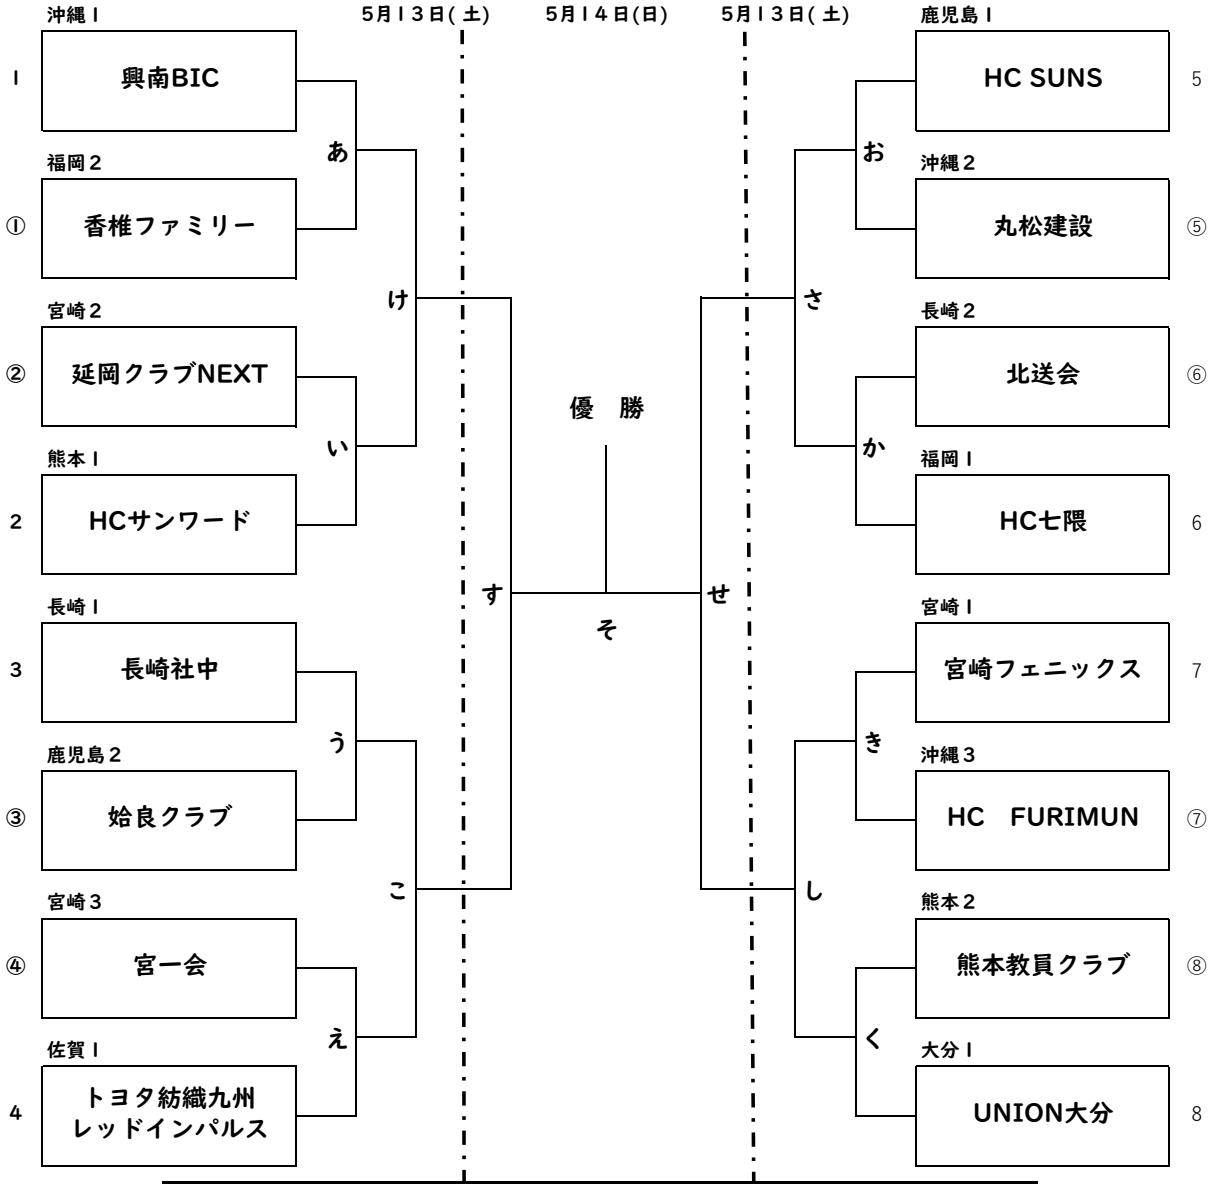 5月13日(土)
5月14日(日)
5月13日(土)
沖縄1
1
興南BIC
福岡2
①
香椎ファミリー
宮崎2
②
延岡クラブNEXT
熊本1
2
HCサンワード
長崎1
3
長崎社中
鹿児島2
③
姶良クラブ
宮崎3
④
宮一会
佐賀1
4
トヨタ紡織九州
レッドインパルス
あ
い
う
え
け
こ
す
優　勝
そ
せ
さ
し
お
か
き
く
鹿児島1
HC SUNS
5
沖縄2
丸松建設
⑤
長崎2
北送会
⑥
福岡1
HC七隈
6
宮崎1
宮崎フェニックス
7
沖縄3
HC　FURIMUN
⑦
熊本2
熊本教員クラブ
⑧
大分1
UNION大分
8